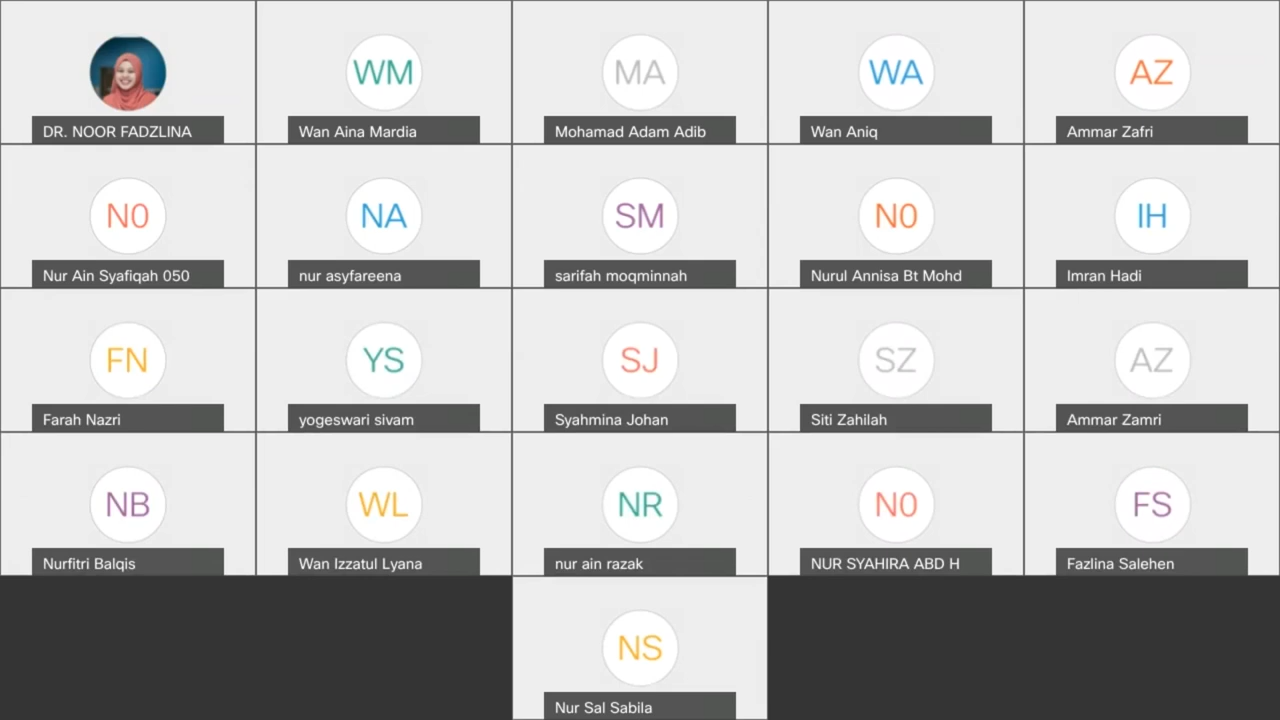 DR. NOOR FADZLINA
WM
Wan Aina Mardia
MA
Mohamad Adam Adib
WA
Wan Aniq
AZ
Ammar Zafri
N0
Nur Ain Syafiqah 050
NA
nur asyfareena
SM
sarifah moqminnah
N0
Nurul Annisa Bt Mohd
IH
Imran Hadi
FN
Farah Nazri
YS
yogeswari sivam
SJ
Syahmina Johan
SZ
Siti Zahilah
AZ
Ammar Zamri
NB
Nurfitri Balqis
WL
Wan Izzatul Lyana
NR
nur ain razak
N0
NUR SYAHIRA ABD H
FS
Fazlina Salehen
NS
Nur Sal Sabila